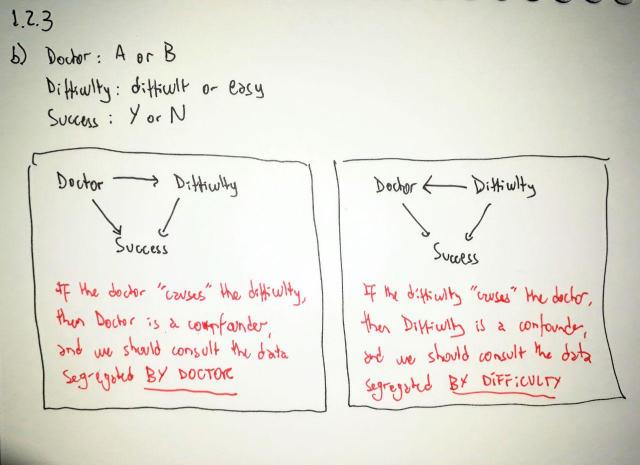 1.2.3
b) Doctor: A or B
Difficulty: difficult or easy
Success: Y or N
Doctor → Difficulty
Success
If the doctor "causes" the difficulty,
then Doctor is a counfounder,
and we should consult the data
segregated BY DOCTOR
Doctor ← Difficulty
Success
If the difficulty "causes" the doctor,
then Difficulty is a confounder,
and we should consult the data
segregated BY DIFFICULTY